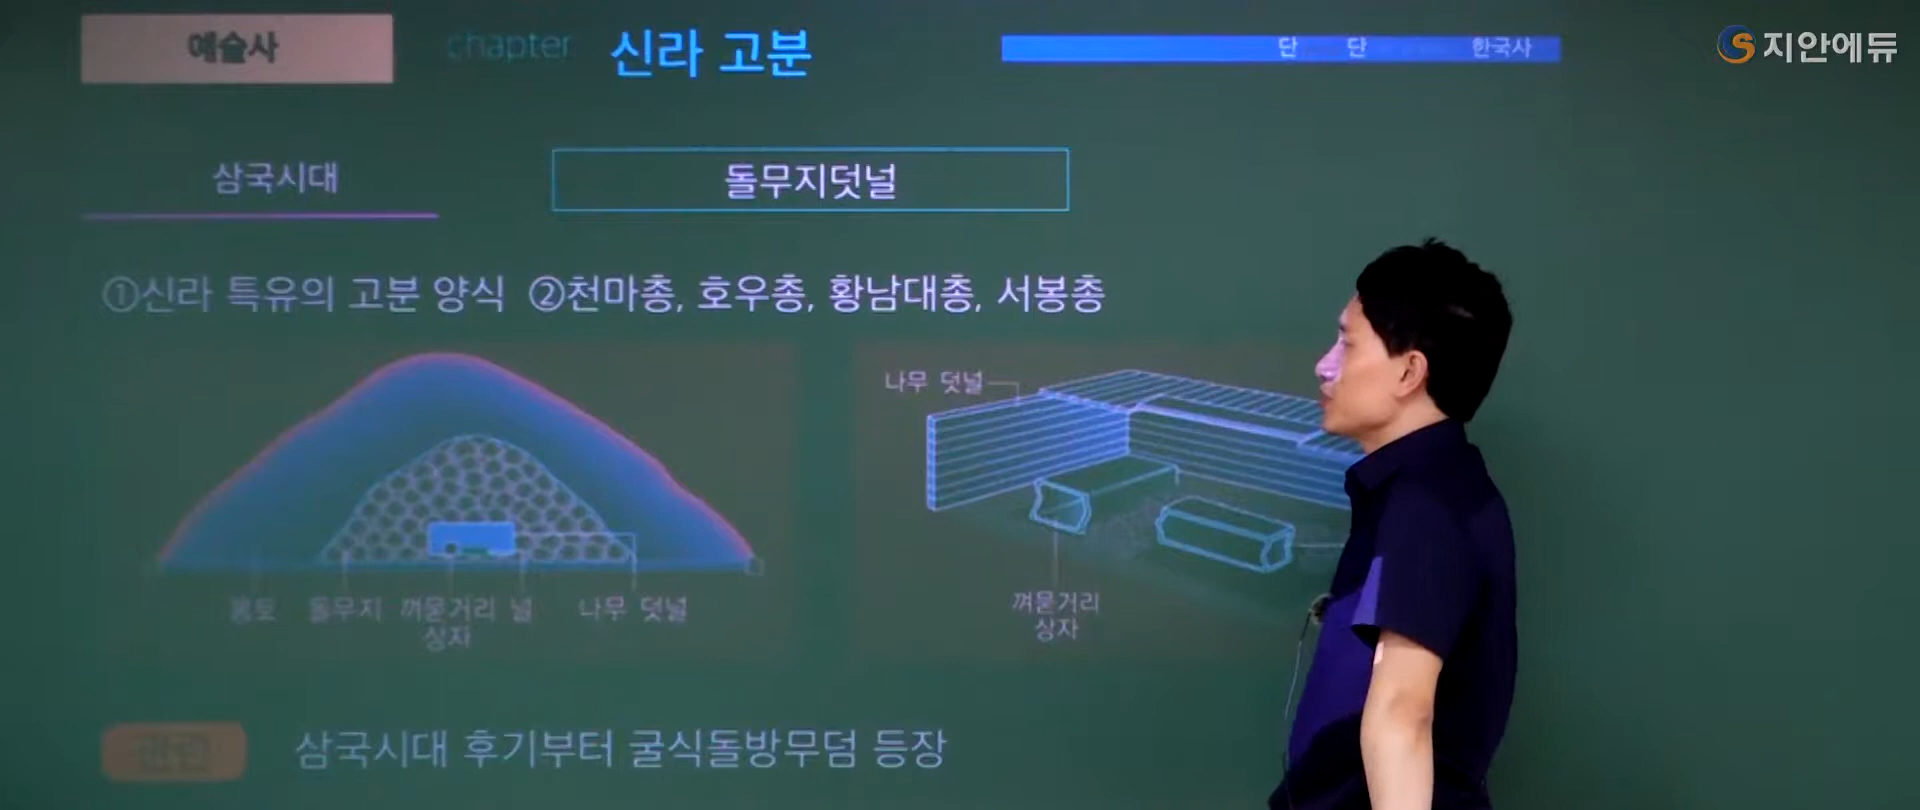 예술사
chapter 신라 고분
단 단 한국사
지안에듀
삼국시대
돌무지덧널
①신라 특유의 고분 양식 ②천마총, 호우총, 황남대총, 서봉총
봉토 돌무지 껴묻거리 상자 널 나무 덧널
나무 덧널
껴묻거리
상자
삼국시대 후기부터 굴식돌방무덤 등장